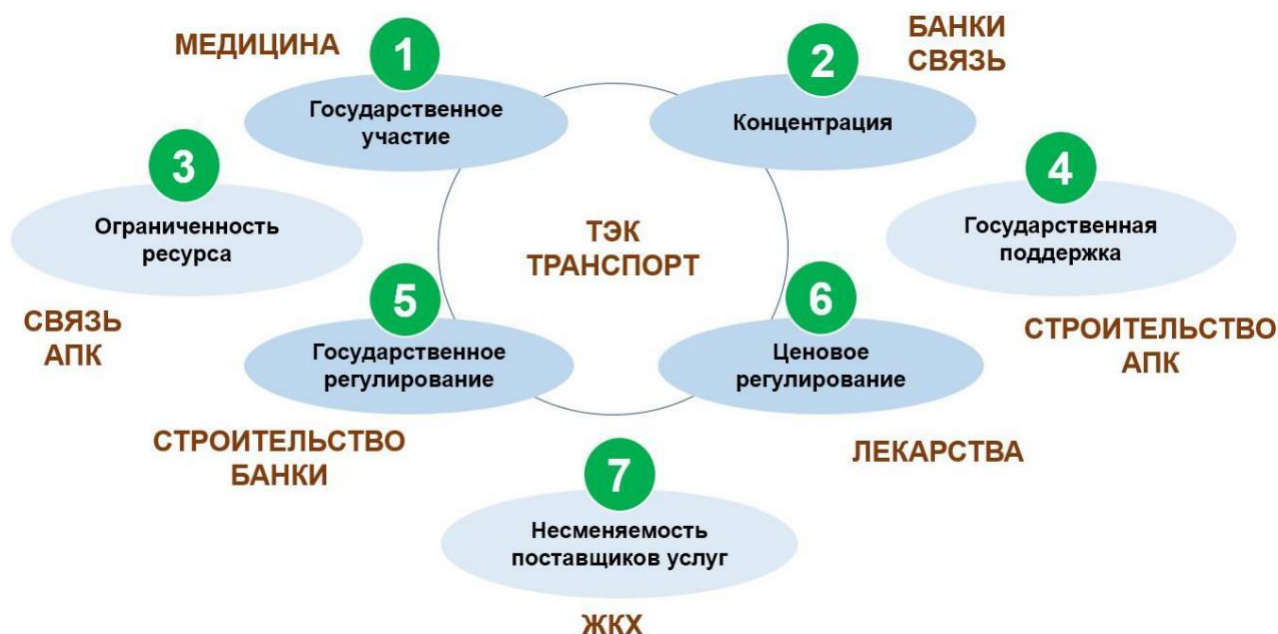 МЕДИЦИНА
1
Государственное
участие
БАНКИ
СВЯЗЬ
2
Концентрация
3
Ограниченность
ресурса
СВЯЗЬ
АПК
ТЭК
ТРАНСПОРТ
4
Государственная
поддержка
СТРОИТЕЛЬСТВО
АПК
5
Государственное
регулирование
СТРОИТЕЛЬСТВО
БАНКИ
6
Ценовое
регулирование
ЛЕКАРСТВА
7
Несменяемость
поставщиков услуг
ЖКХ